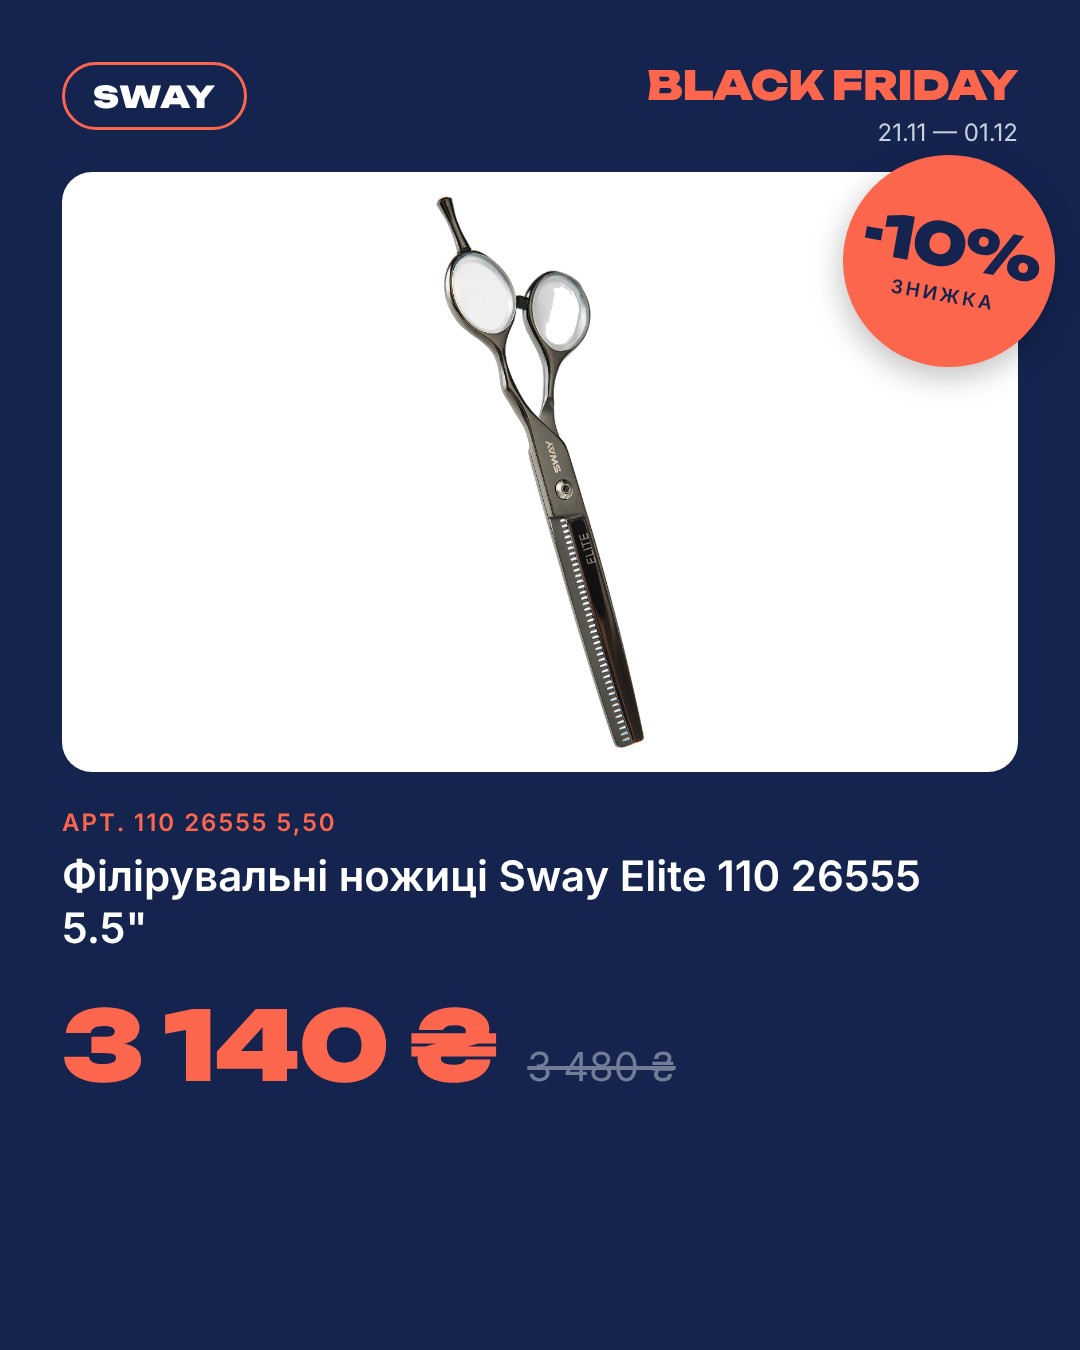 SWAY
BLACK FRIDAY
21.11 — 01.12
-10%
ЗНИЖКА
SWAY
ELITE
АРТ. 110 26555 5,50
Філірувальні ножиці Sway Elite 110 26555
5.5"
3 140 ₴
3 480 ₴